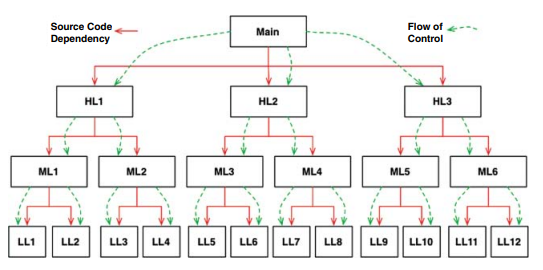 Source Code
Dependency
Flow of
Control
Main
HL1
HL2
HL3
ML1
ML2
ML3
ML4
ML5
ML6
LL1
LL2
LL3
LL4
LL5
LL6
LL7
LL8
LL9
LL10
LL11
LL12